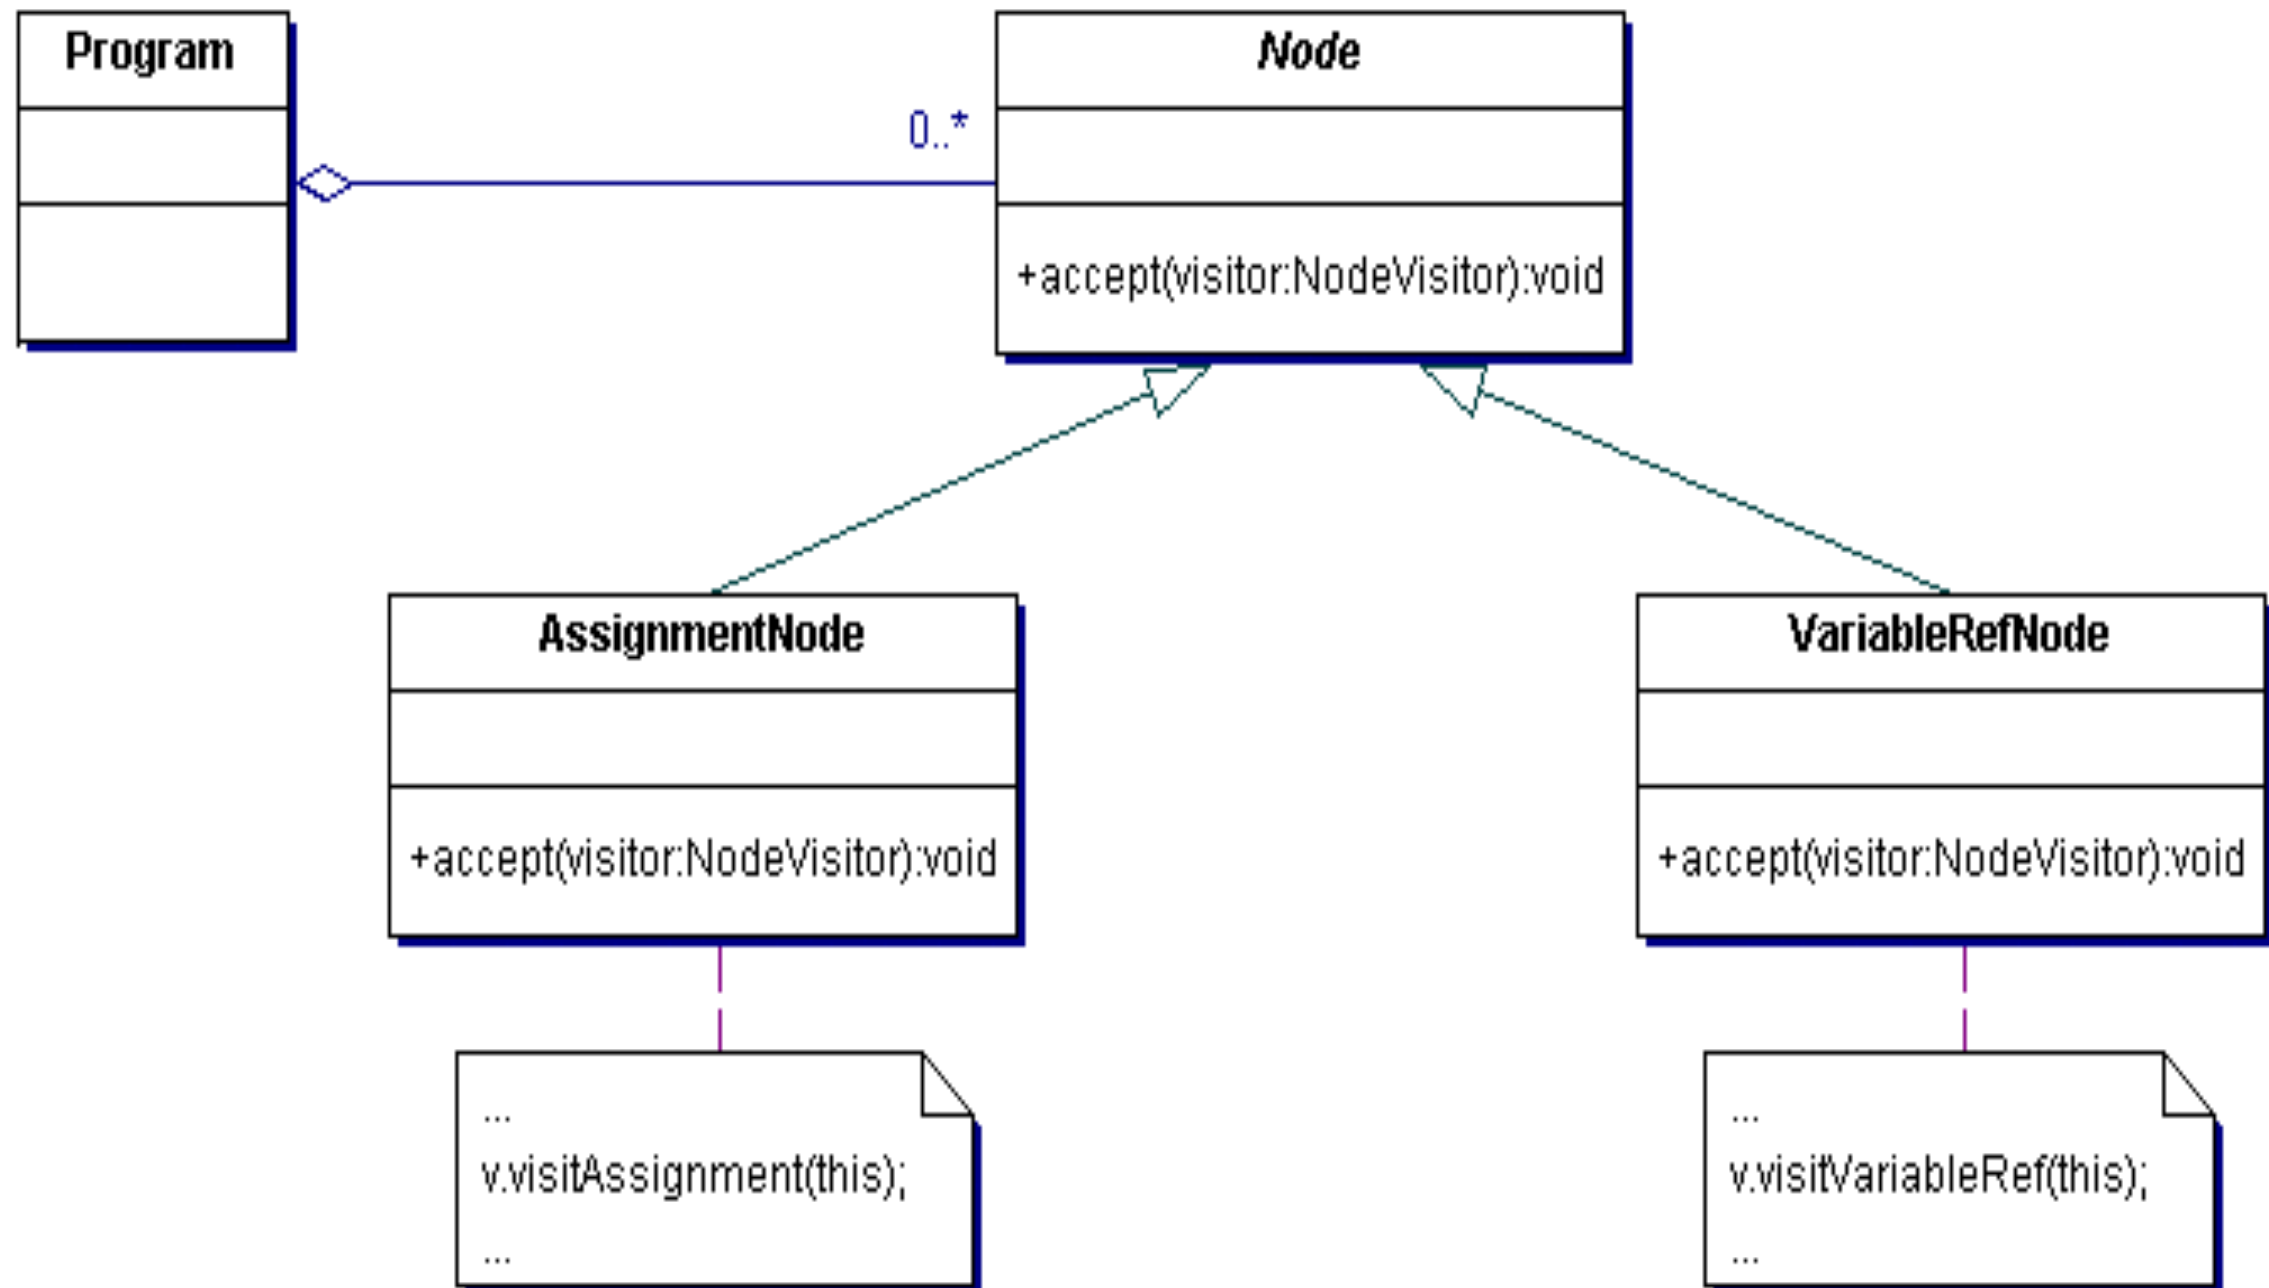 Program
Node
0..*
+accept(visitor:NodeVisitor):void
AssignmentNode
VariableRefNode
+accept(visitor:NodeVisitor):void
+accept(visitor:NodeVisitor):void
...
v.visitAssignment(this);
...
...
v.visitVariableRef(this);
...